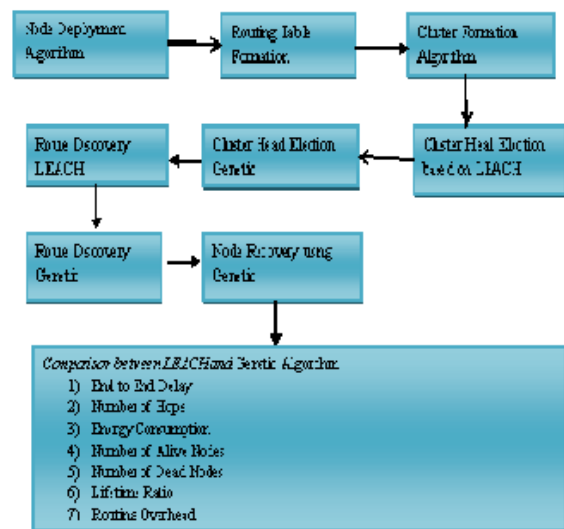 Node Deployment
Algorithm
Routing Table
Formation.
Cluster Formation
Algorithm
Route Discovery
LEACH
Cluster Head Election
Genetic
Cluster Head Election
based on LEACH
Route Discovery
Genetic
Node Recovery using
Genetic
Comparison between LEACH and Genetic Algorithm
1) End to End Delay
2) Number of Hops
3) Energy Consumption.
4) Number of Alive Nodes
5) Number of Dead Nodes
6) Lifetime Ratio
7) Routing Overhead